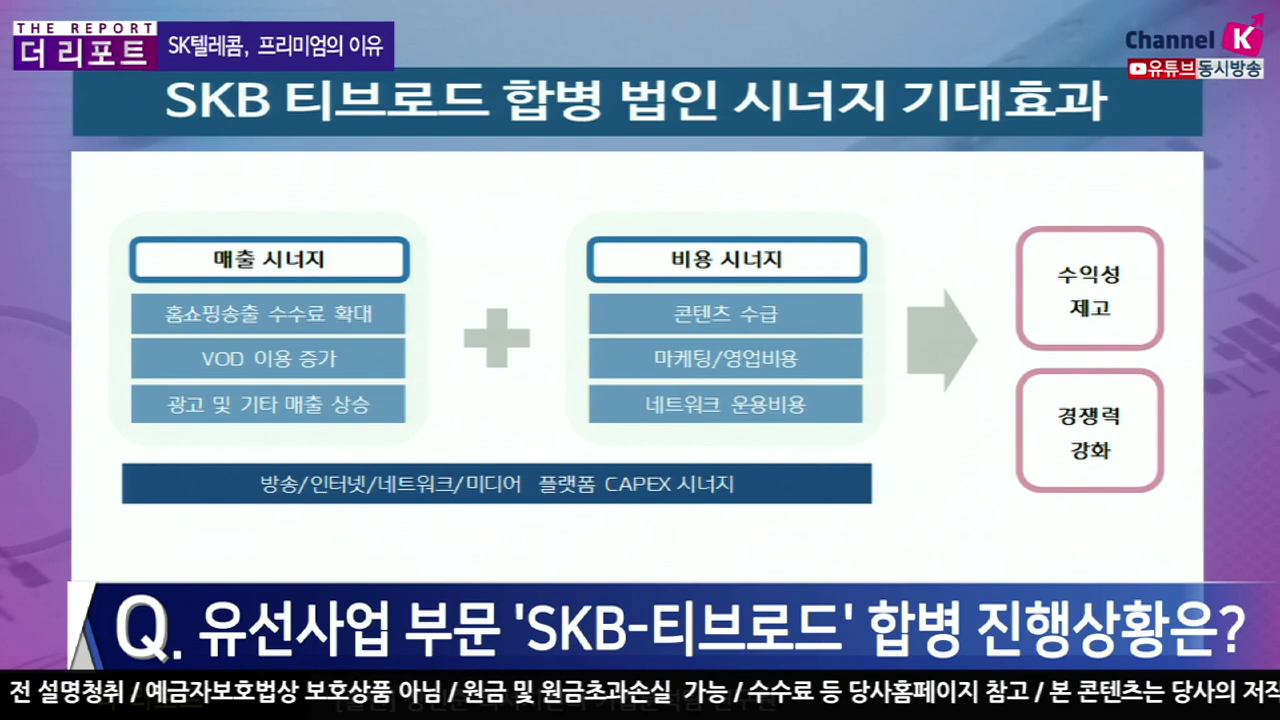 THE REPORT
더 리포트
SK텔레콤, 프리미엄의 이유
Channel K
유튜브동시방송
SKB 티브로드 합병 법인 시너지 기대효과
매출 시너지
홈쇼핑송출 수수료 확대
VOD 이용 증가
광고 및 기타 매출 상승
비용 시너지
콘텐츠 수급
마케팅/영업비용
네트워크 운용비용
수익성
제고
경쟁력
강화
방송/인터넷/네트워크/미디어 플랫폼 CAPEX 시너지
Q. 유선사업 부문 'SKB-티브로드' 합병 진행상황은?
전 설명청취 / 예금자보호법상 보호상품 아님 / 원금 및 원금초과손실 가능 / 수수료 등 당사홈페이지 참고 / 본 콘텐츠는 당사의 저작